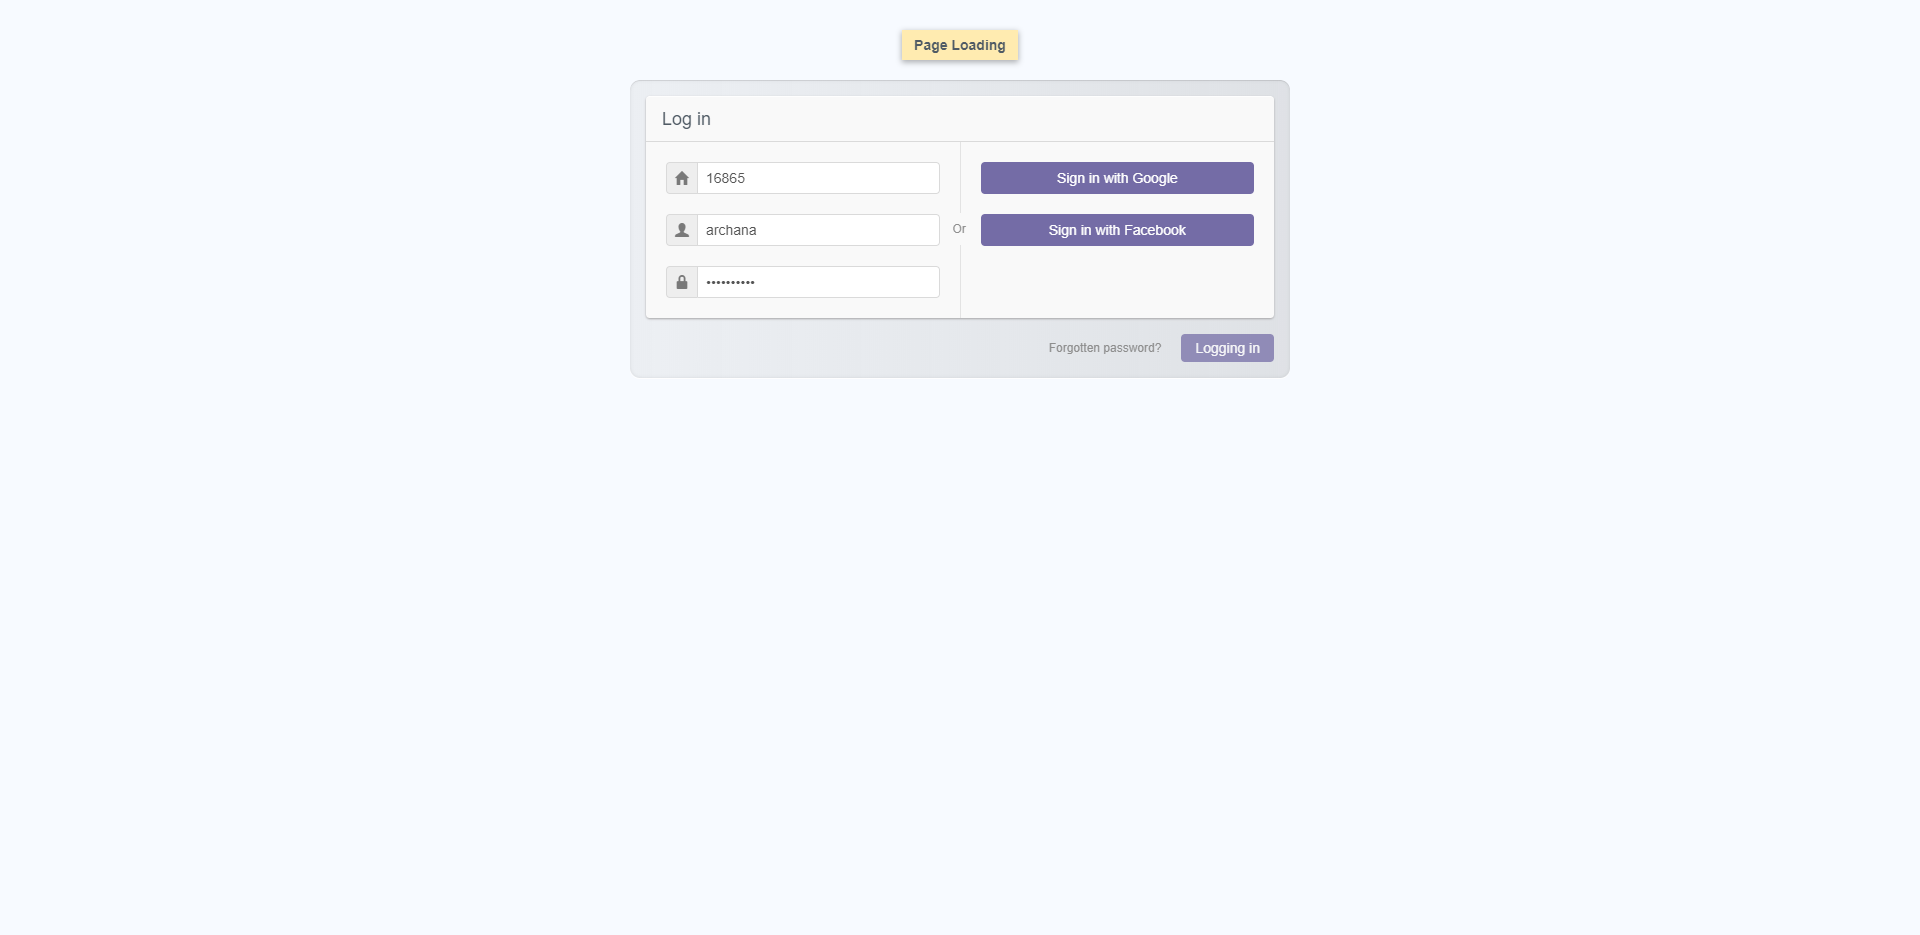 Page Loading
Log in
16865
archana
••••••••••
Or
Sign in with Google
Sign in with Facebook
Forgotten password?
Logging in